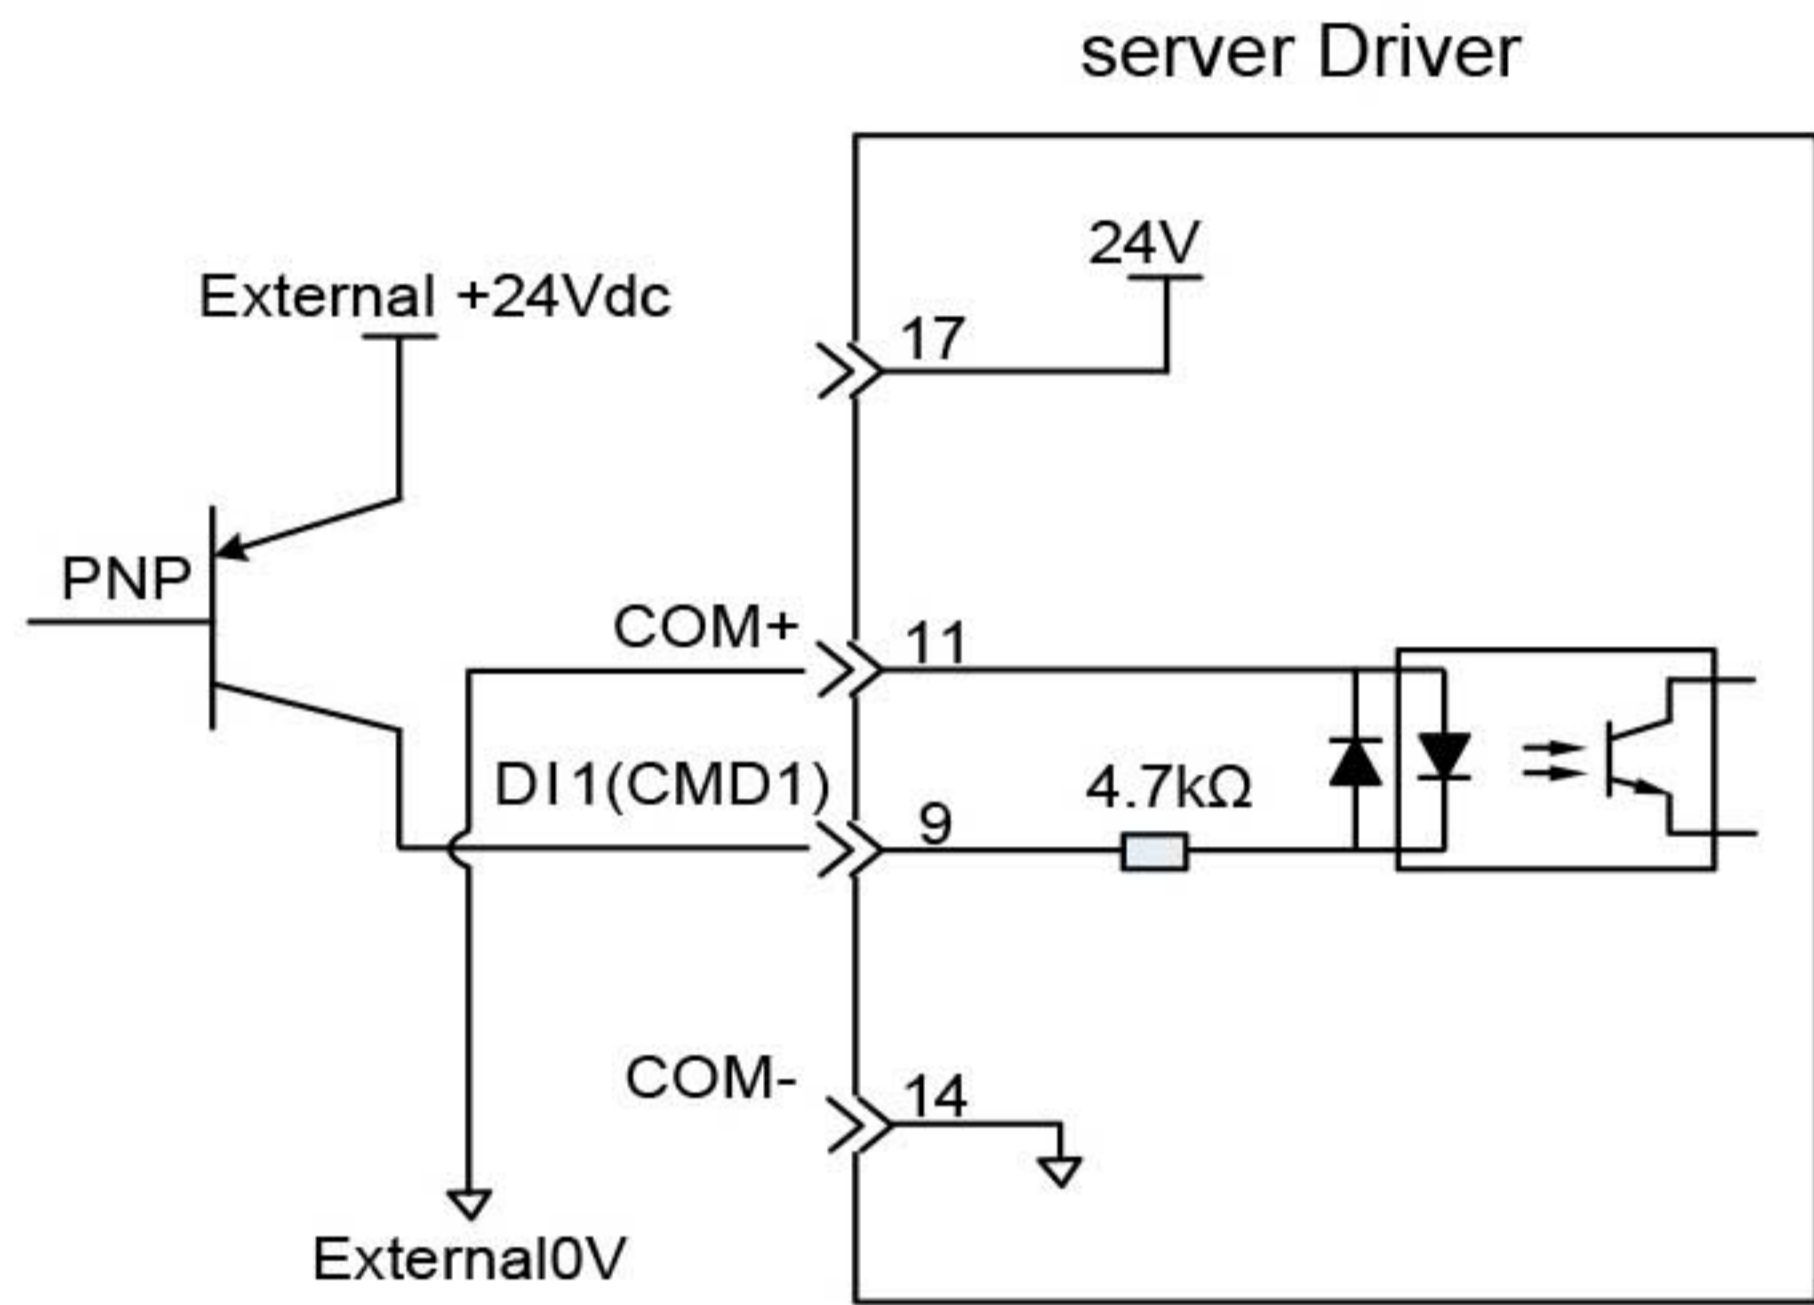 server Driver
24V
External +24Vdc
17
PNP
COM+
11
DI1(CMD1)
9
4.7kΩ
COM-
14
External0V